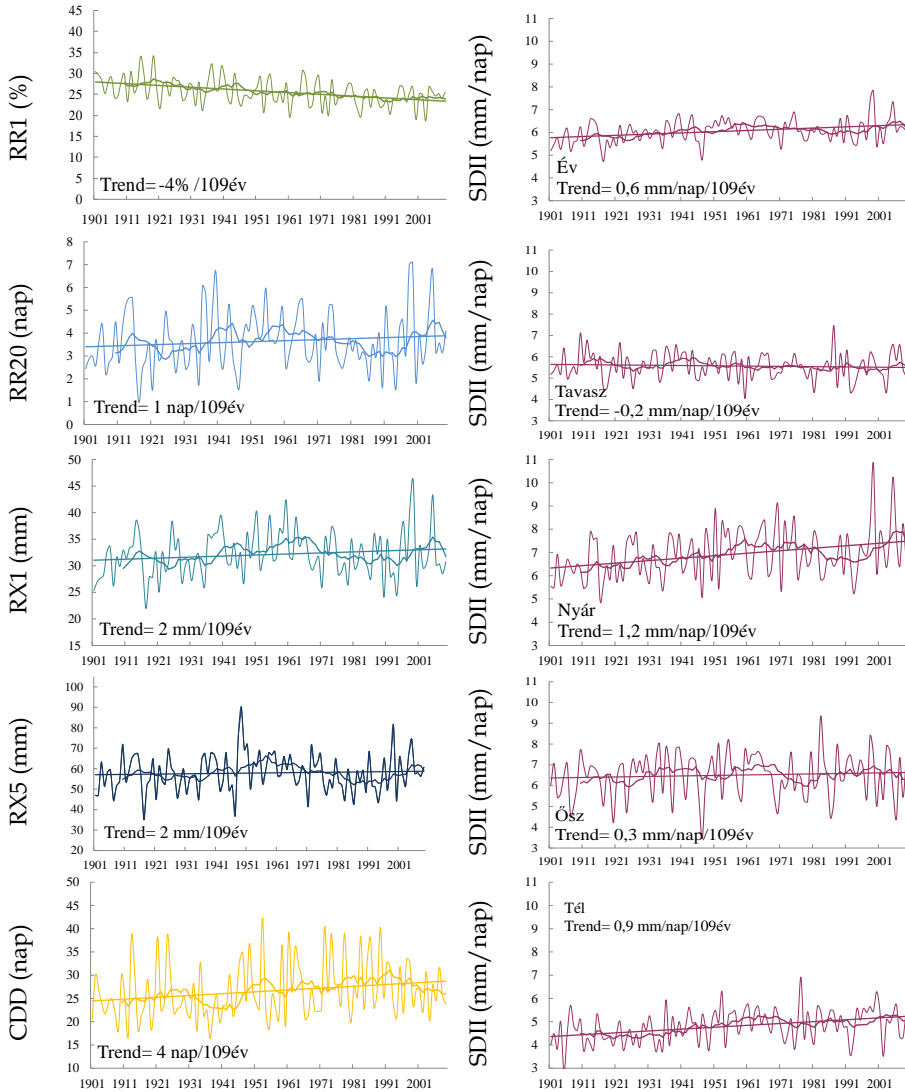 RR1 (%)
45
40
35
30
25
20
15
10
5
0
Trend= -4% /109év
1901 1911 1921 1931 1941 1951 1961 1971 1981 1991 2001
SDII (mm/nap)
11
10
9
8
7
6
5
4
3
Év
Trend= 0,6 mm/nap/109év
1901 1911 1921 1931 1941 1951 1961 1971 1981 1991 2001
RR20 (nap)
8
7
6
5
4
3
2
1
0
Trend= 1 nap/109év
1901 1911 1921 1931 1941 1951 1961 1971 1981 1991 2001
SDII (mm/nap)
11
10
9
8
7
6
5
4
3
Tavasz
Trend= -0,2 mm/nap/109év
1901 1911 1921 1931 1941 1951 1961 1971 1981 1991 2001
RX1 (mm)
50
45
40
35
30
25
20
15
Trend= 2 mm/109év
1901 1911 1921 1931 1941 1951 1961 1971 1981 1991 2001
SDII (mm/nap)
11
10
9
8
7
6
5
4
3
Nyár
Trend= 1,2 mm/nap/109év
1901 1911 1921 1931 1941 1951 1961 1971 1981 1991 2001
RX5 (mm)
100
90
80
70
60
50
40
30
20
Trend= 2 mm/109év
1901 1911 1921 1931 1941 1951 1961 1971 1981 1991 2001
SDII (mm/nap)
11
10
9
8
7
6
5
4
3
Ősz
Trend= 0,3 mm/nap/109év
1901 1911 1921 1931 1941 1951 1961 1971 1981 1991 2001
CDD (nap)
50
45
40
35
30
25
20
15
10
Trend= 4 nap/109év
1901 1911 1921 1931 1941 1951 1961 1971 1981 1991 2001
SDII (mm/nap)
11
10
9
8
7
6
5
4
3
Tél
Trend= 0,9 mm/nap/109év
1901 1911 1921 1931 1941 1951 1961 1971 1981 1991 2001